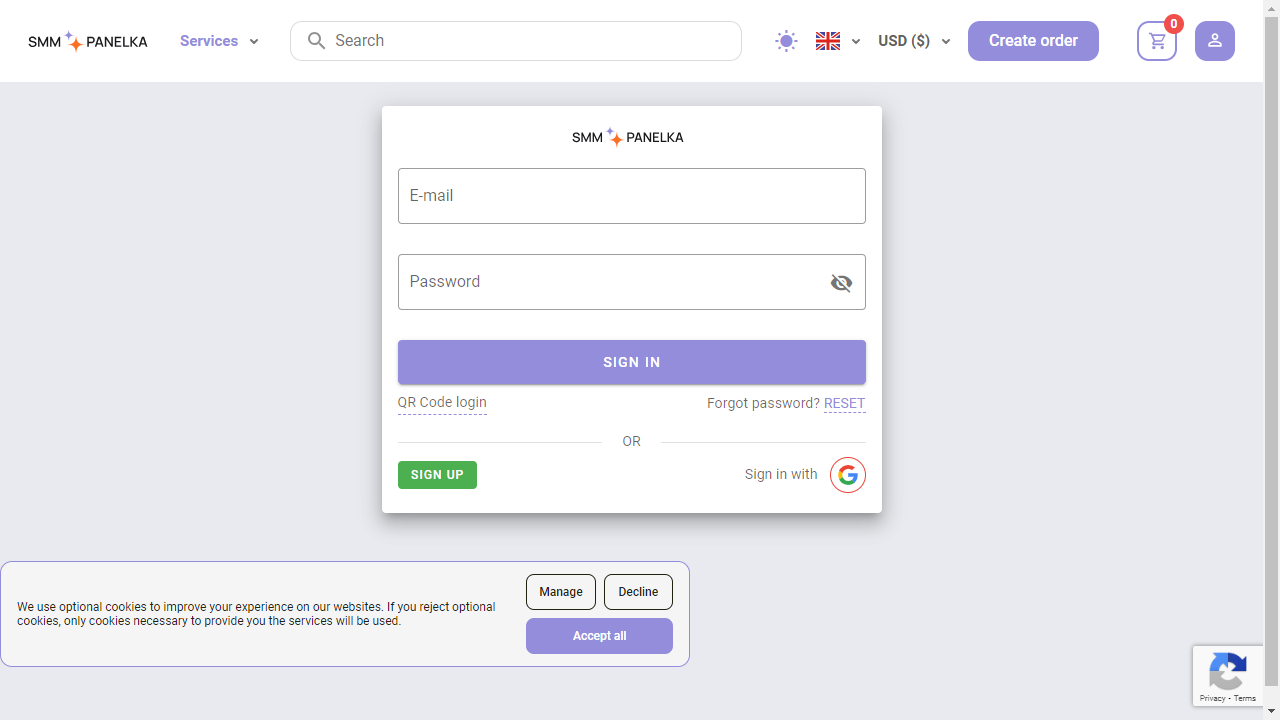 SMM PANELKA
Services
Search
USD ($)
Create order
0
SMM PANELKA
E-mail
Password
SIGN IN
QR Code login
Forgot password? RESET
OR
SIGN UP
Sign in with
We use optional cookies to improve your experience on our websites. If you reject optional
cookies, only cookies necessary to provide you the services will be used.
Manage
Decline
Accept all
Privacy - Terms